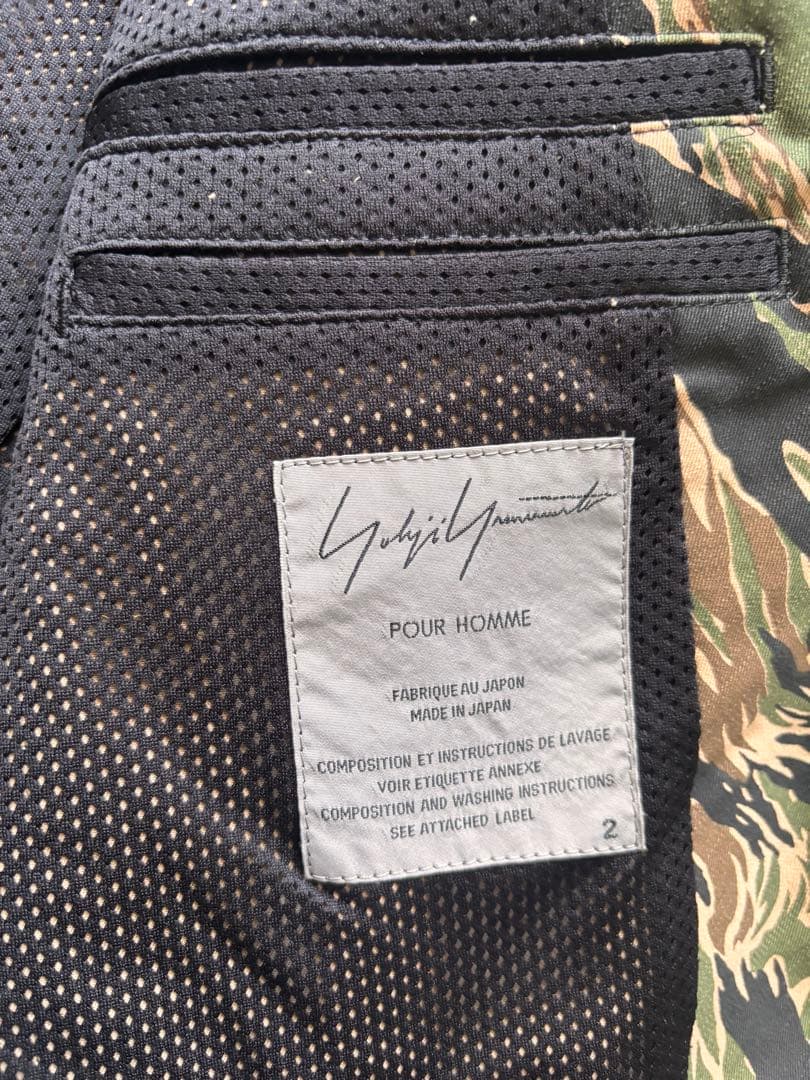 Yohji Yamamoto
POUR HOMME
FABRIQUE AU JAPON
MADE IN JAPAN
COMPOSITION ET INSTRUCTIONS DE LAVAGE
VOIR ETIQUETTE ANNEXE
COMPOSITION AND WASHING INSTRUCTIONS
SEE ATTACHED LABEL
2